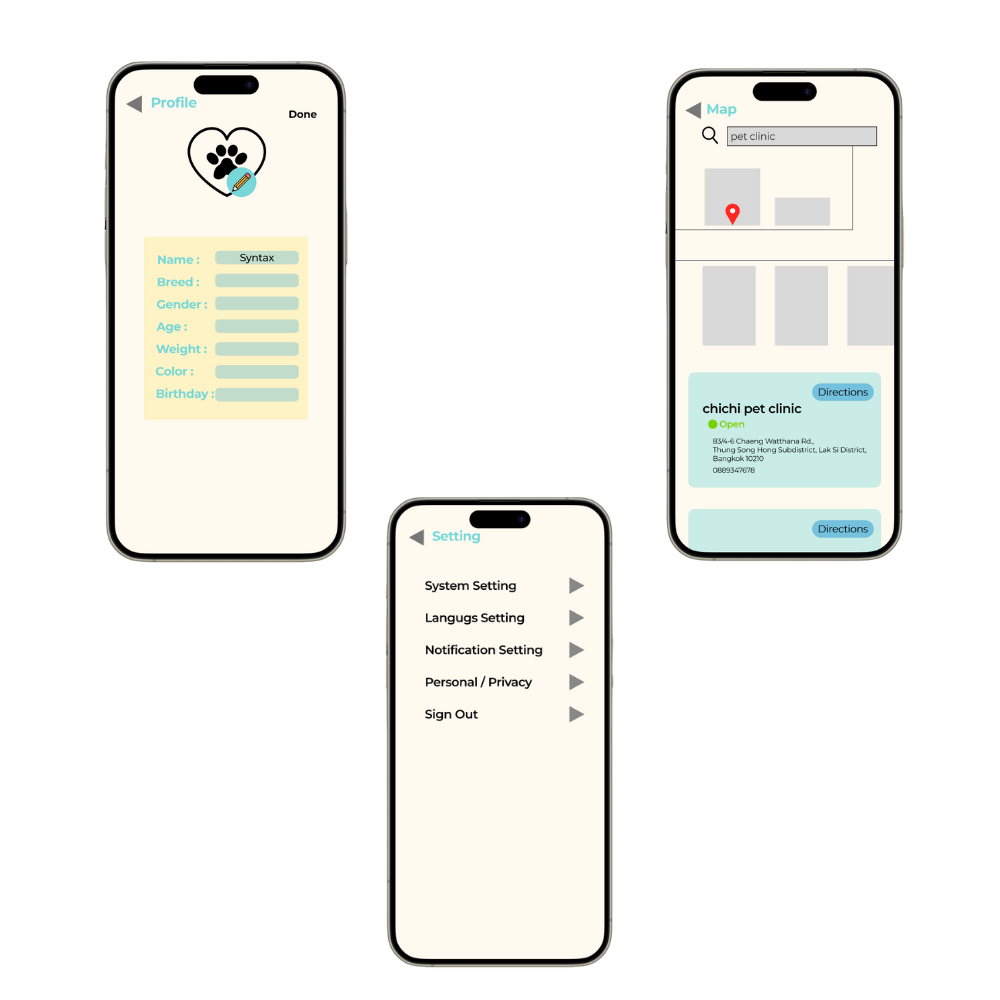 Profile
Done
Name : Syntax
Breed :
Gender :
Age :
Weight :
Color :
Birthday :
Map
pet clinic
Directions
chichi pet clinic
Open
83/4-6 Chaeng Watthana Rd.,
Thung Song Hong Subdistrict, Lak Si District,
Bangkok 10210
0889347678
Directions
Setting
System Setting
Langugs Setting
Notification Setting
Personal / Privacy
Sign Out